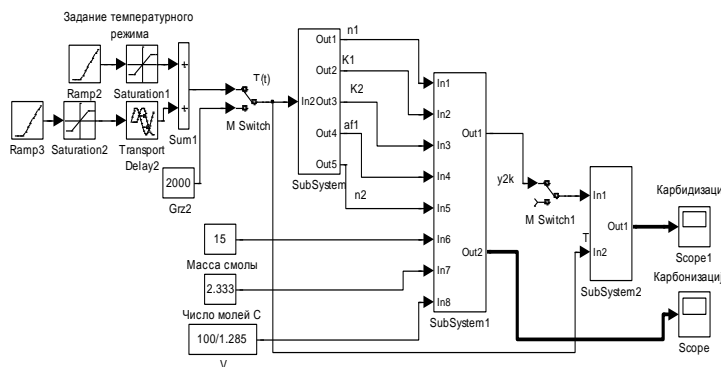 Задание температурного
режима
Ramp2
Saturation1
Ramp3
Saturation2
Transport
Delay2
Sum1
2000
Grz2
T(t)
M Switch
In2
Out1
Out2
Out3
Out4
Out5
SubSystem
n1
K1
K2
af1
n2
15
Масса смолы
2.333
Число молей С
100/1.285
V
In1
In2
In3
In4
In5
In6
In7
In8
Out1
Out2
SubSystem1
y2k
M Switch1
T
In1
In2
Out1
SubSystem2
Карбидизаци
Scope1
Карбонизаци
Scope